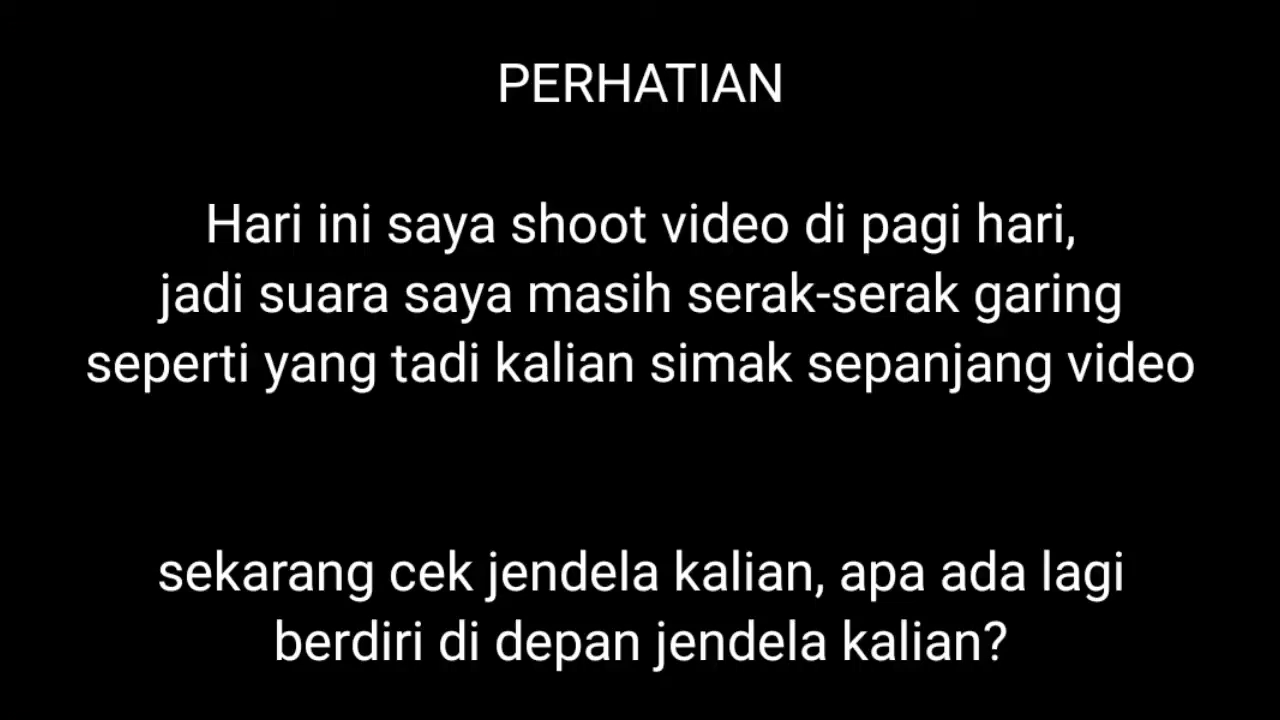 PERHATIAN
Hari ini saya shoot video di pagi hari,
jadi suara saya masih serak-serak garing
seperti yang tadi kalian simak sepanjang video
sekarang cek jendela kalian, apa ada lagi
berdiri di depan jendela kalian?